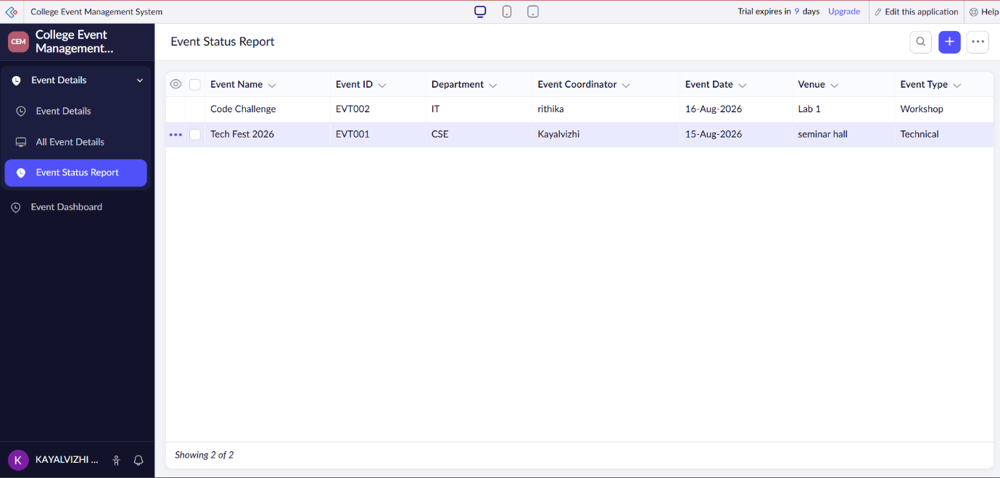 College Event Management System
Trial expires in 9 days Upgrade
Edit this application
Help
CEM
College Event
Management...
Event Details
Event Details
All Event Details
Event Status Report
Event Dashboard
K
KAYALVIZHI ...
Event Status Report
Event Name Event ID Department Event Coordinator Event Date Venue Event Type
Code Challenge EVT002 IT rithika 16-Aug-2026 Lab 1 Workshop
Tech Fest 2026 EVT001 CSE Kayalvizhi 15-Aug-2026 seminar hall Technical
Showing 2 of 2